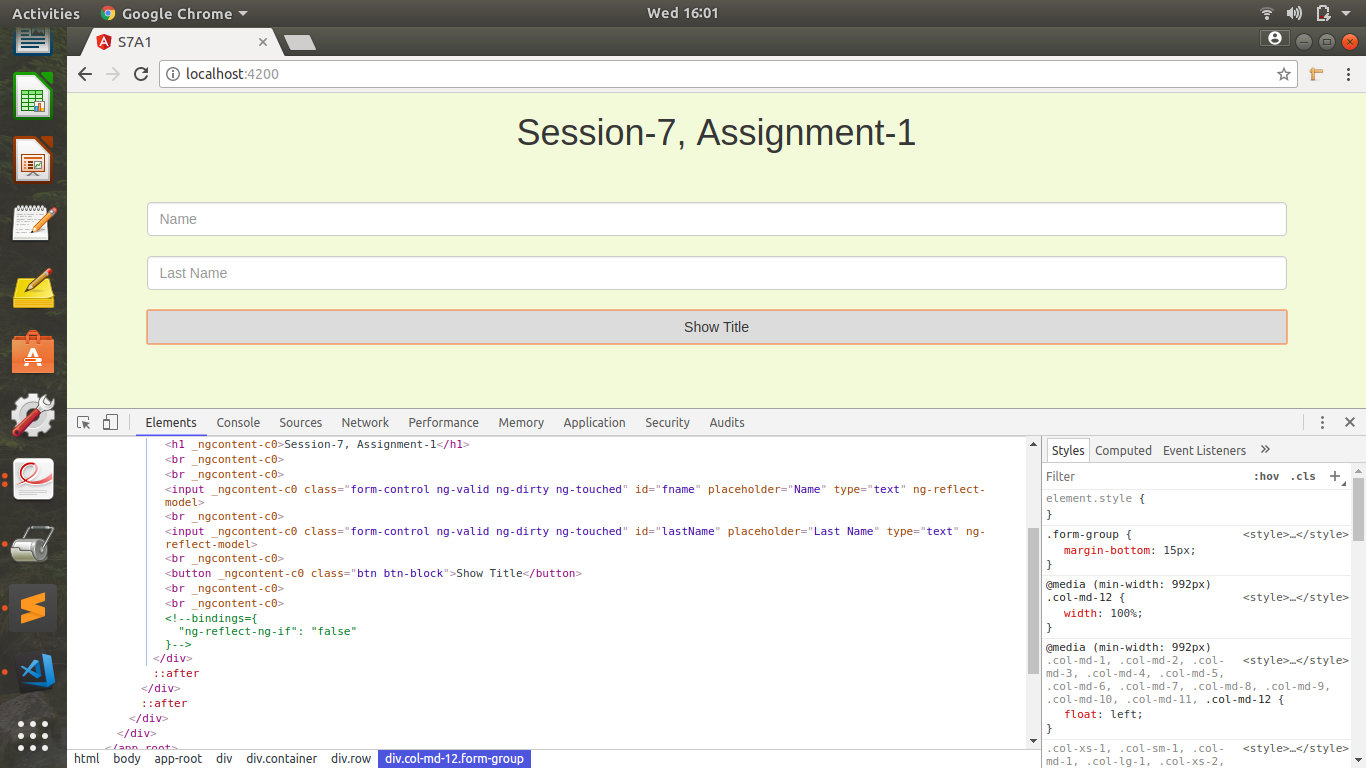 Activities Google Chrome Wed 16:01
S7A1
localhost:4200
Session-7, Assignment-1
Name
Last Name
Show Title
Elements Console Sources Network Performance Memory Application Security Audits
<h1 _ngcontent-c0>Session-7, Assignment-1</h1>
<br _ngcontent-c0>
<br _ngcontent-c0>
<input _ngcontent-c0 class="form-control ng-valid ng-dirty ng-touched" id="fname" placeholder="Name" type="text" ng-reflect-
model>
<br _ngcontent-c0>
<input _ngcontent-c0 class="form-control ng-valid ng-dirty ng-touched" id="lastName" placeholder="Last Name" type="text" ng-
reflect-model>
<br _ngcontent-c0>
<button _ngcontent-c0 class="btn btn-block">Show Title</button>
<br _ngcontent-c0>
<br _ngcontent-c0>
<!--bindings={
"ng-reflect-ng-if": "false"
}-->
</div>
::after
</div>
::after
</div>
</div>
</app-root>
html body app-root div div.container div.row div.col-md-12.form-group
Styles Computed Event Listeners »
Filter :hov .cls +
element.style {
}
.form-group { <style>…</style>
margin-bottom: 15px;
}
@media (min-width: 992px)
.col-md-12 { <style>…</style>
width: 100%;
}
@media (min-width: 992px)
.col-md-1, .col-md-2, .col- <style>…</style>
md-3, .col-md-4, .col-md-5,
.col-md-6, .col-md-7, .col-md-8, .col-md-9,
.col-md-10, .col-md-11, .col-md-12 {
float: left;
}
.col-xs-1, .col-sm-1, .col- <style>…</style>
md-1, .col-lg-1, .col-xs-2,